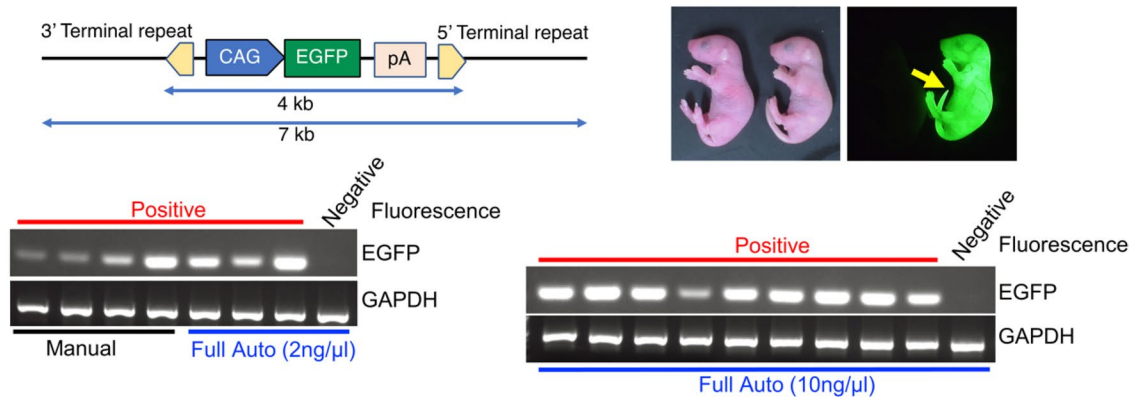 3' Terminal repeat
5' Terminal repeat
CAG
EGFP
pA
4 kb
7 kb
Positive
Negative
Fluorescence
EGFP
GAPDH
Manual
Full Auto (2ng/μl)
Positive
Negative
Fluorescence
EGFP
GAPDH
Full Auto (10ng/μl)